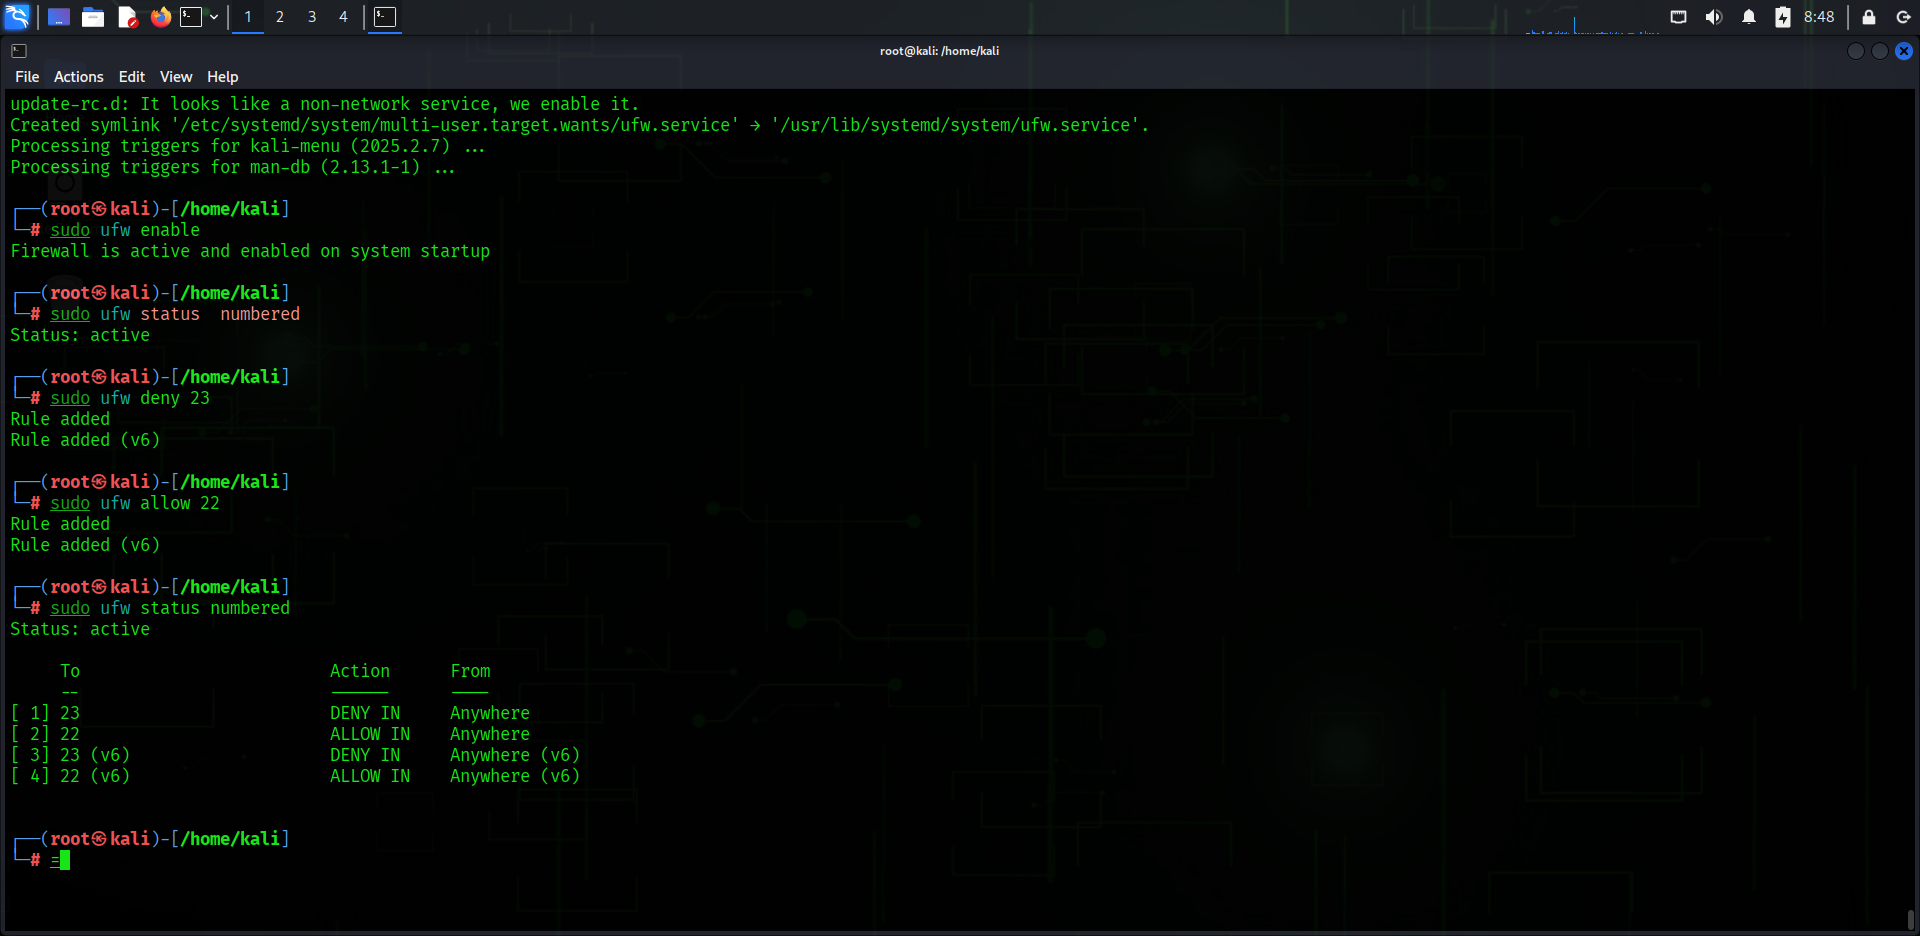 1 2 3 4 8:48
root@kali: /home/kali
File Actions Edit View Help
update-rc.d: It looks like a non-network service, we enable it.
Created symlink '/etc/systemd/system/multi-user.target.wants/ufw.service' → '/usr/lib/systemd/system/ufw.service'.
Processing triggers for kali-menu (2025.2.7) ...
Processing triggers for man-db (2.13.1-1) ...
┌──(root㉿kali)-[/home/kali]
└─# sudo ufw enable
Firewall is active and enabled on system startup
┌──(root㉿kali)-[/home/kali]
└─# sudo ufw status  numbered
Status: active
┌──(root㉿kali)-[/home/kali]
└─# sudo ufw deny 23
Rule added
Rule added (v6)
┌──(root㉿kali)-[/home/kali]
└─# sudo ufw allow 22
Rule added
Rule added (v6)
┌──(root㉿kali)-[/home/kali]
└─# sudo ufw status numbered
Status: active
     To                         Action      From
     --                         ------      ----
[ 1] 23                         DENY IN     Anywhere
[ 2] 22                         ALLOW IN    Anywhere
[ 3] 23 (v6)                    DENY IN     Anywhere (v6)
[ 4] 22 (v6)                    ALLOW IN    Anywhere (v6)
┌──(root㉿kali)-[/home/kali]
└─# =